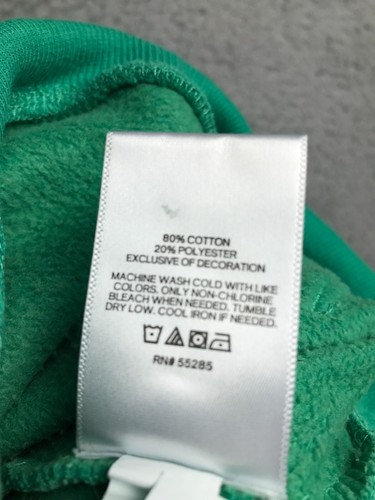 80% COTTON
20% POLYESTER
EXCLUSIVE OF DECORATION
MACHINE WASH COLD WITH LIKE
COLORS. ONLY NON-CHLORINE
BLEACH WHEN NEEDED. TUMBLE
DRY LOW. COOL IRON IF NEEDED.
RN# 55285